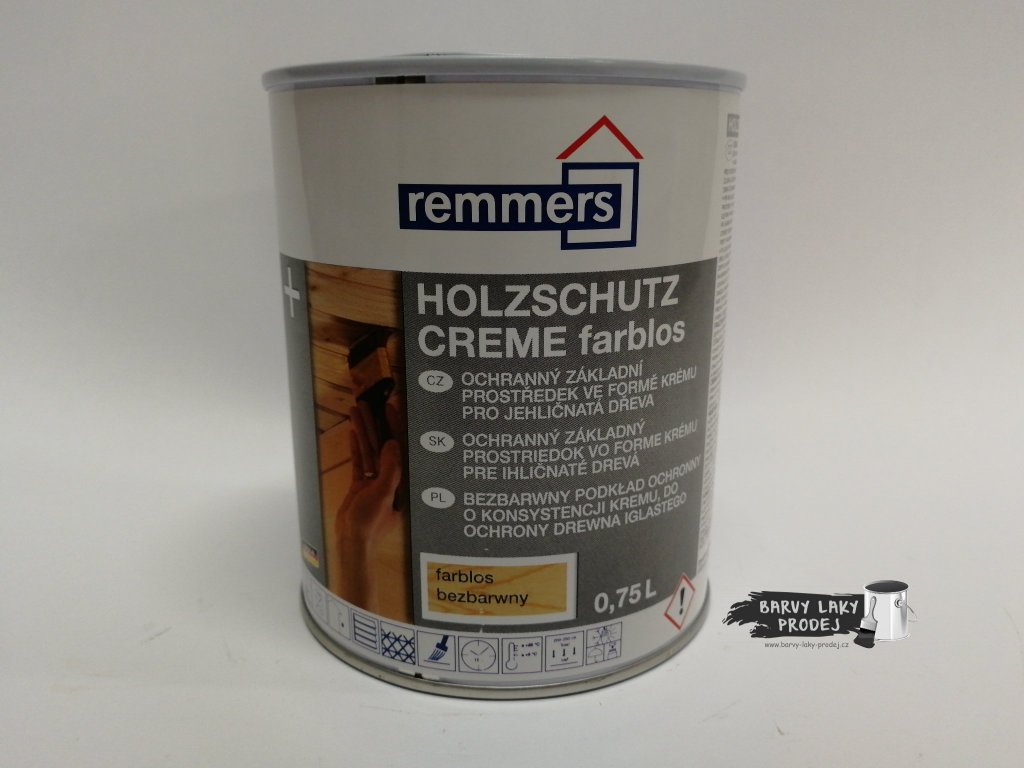 remmers
+
HOLZSCHUTZ
CREME farblos
CZ
OCHRANNÝ ZÁKLADNÍ
PROSTŘEDEK VE FORMĚ KRÉMU
PRO JEHLIČNATÁ DŘEVA
SK
OCHRANNÝ ZÁKLADNÝ
PROSTRIEDOK VO FORME KRÉMU
PRE IHLIČNATÉ DREVÁ
PL
BEZBARWNY PODKŁAD OCHRONNY
O KONSYSTENCJI KREMU, DO
OCHRONY DREWNA IGLASTEGO
farblos
bezbarwny
0,75 L
BARVY LAKY
PRODEJ
www.barvy-laky-prodej.cz